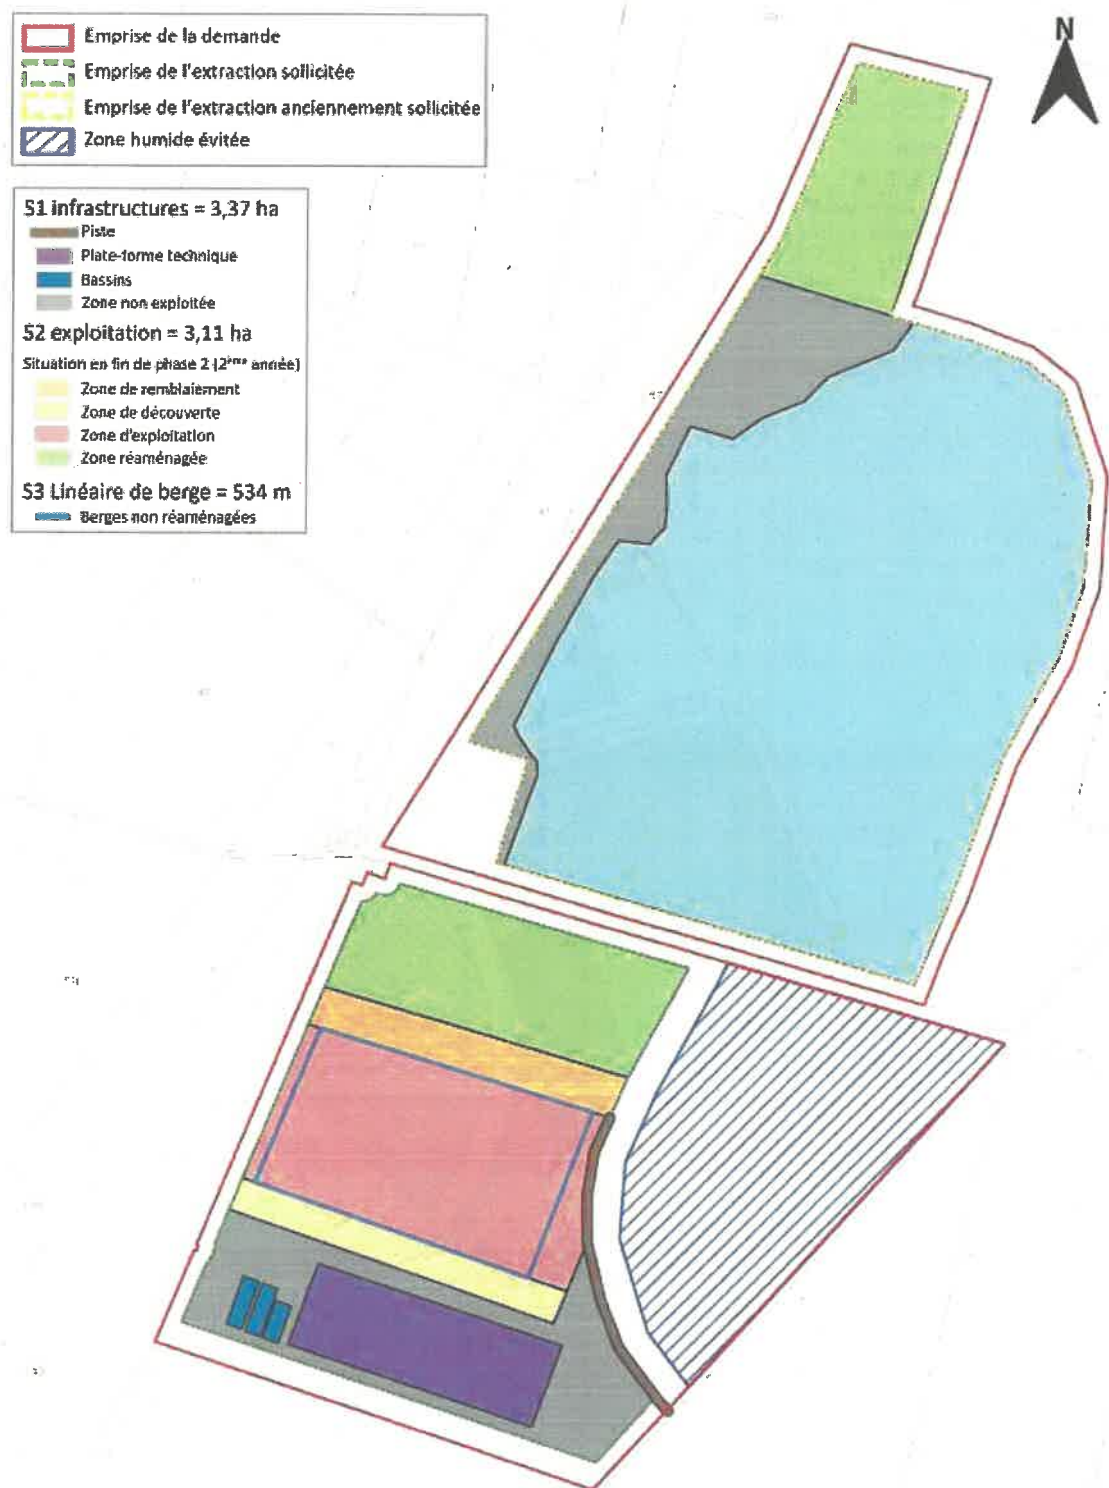 Emprise de la demande
Emprise de l'extraction sollicitée
Emprise de l'extraction anciennement sollicitée
Zone humide évitée
N
S1 infrastructures = 3,37 ha
Piste
Plate-forme technique
Bassins
Zone non exploitée
S2 exploitation = 3,11 ha
Situation en fin de phase 2 (2ème année)
Zone de remblaiement
Zone de découverte
Zone d'exploitation
Zone réaménagée
S3 Linéaire de berge = 534 m
Berges non réaménagées